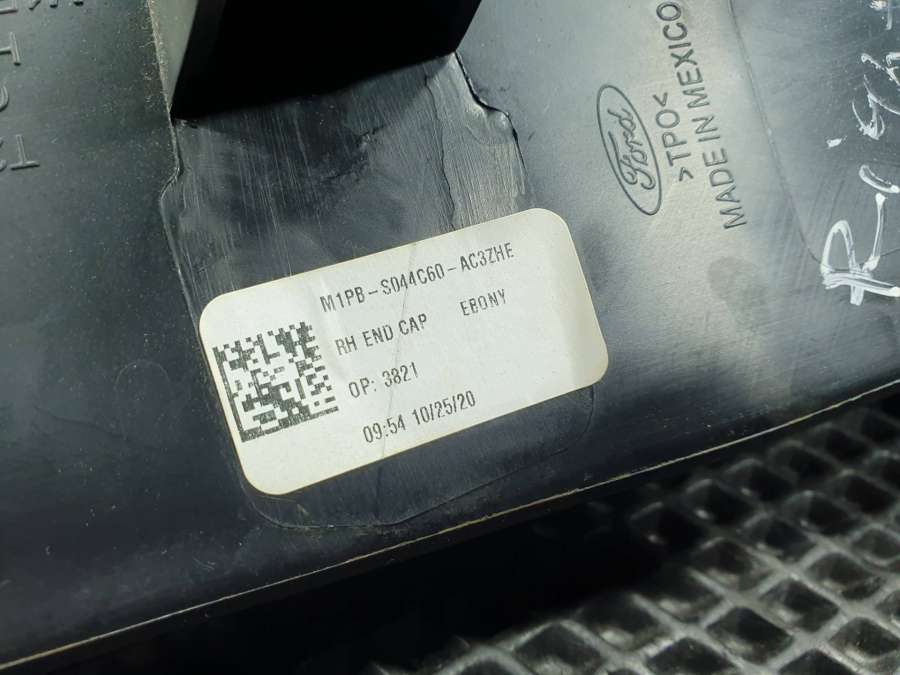 Ford
>TPO<
MADE IN MEXICO
Right
M1PB-S044C60-AC3ZHE
RH END CAP EBONY
OP: 3821
09:54 10/25/20